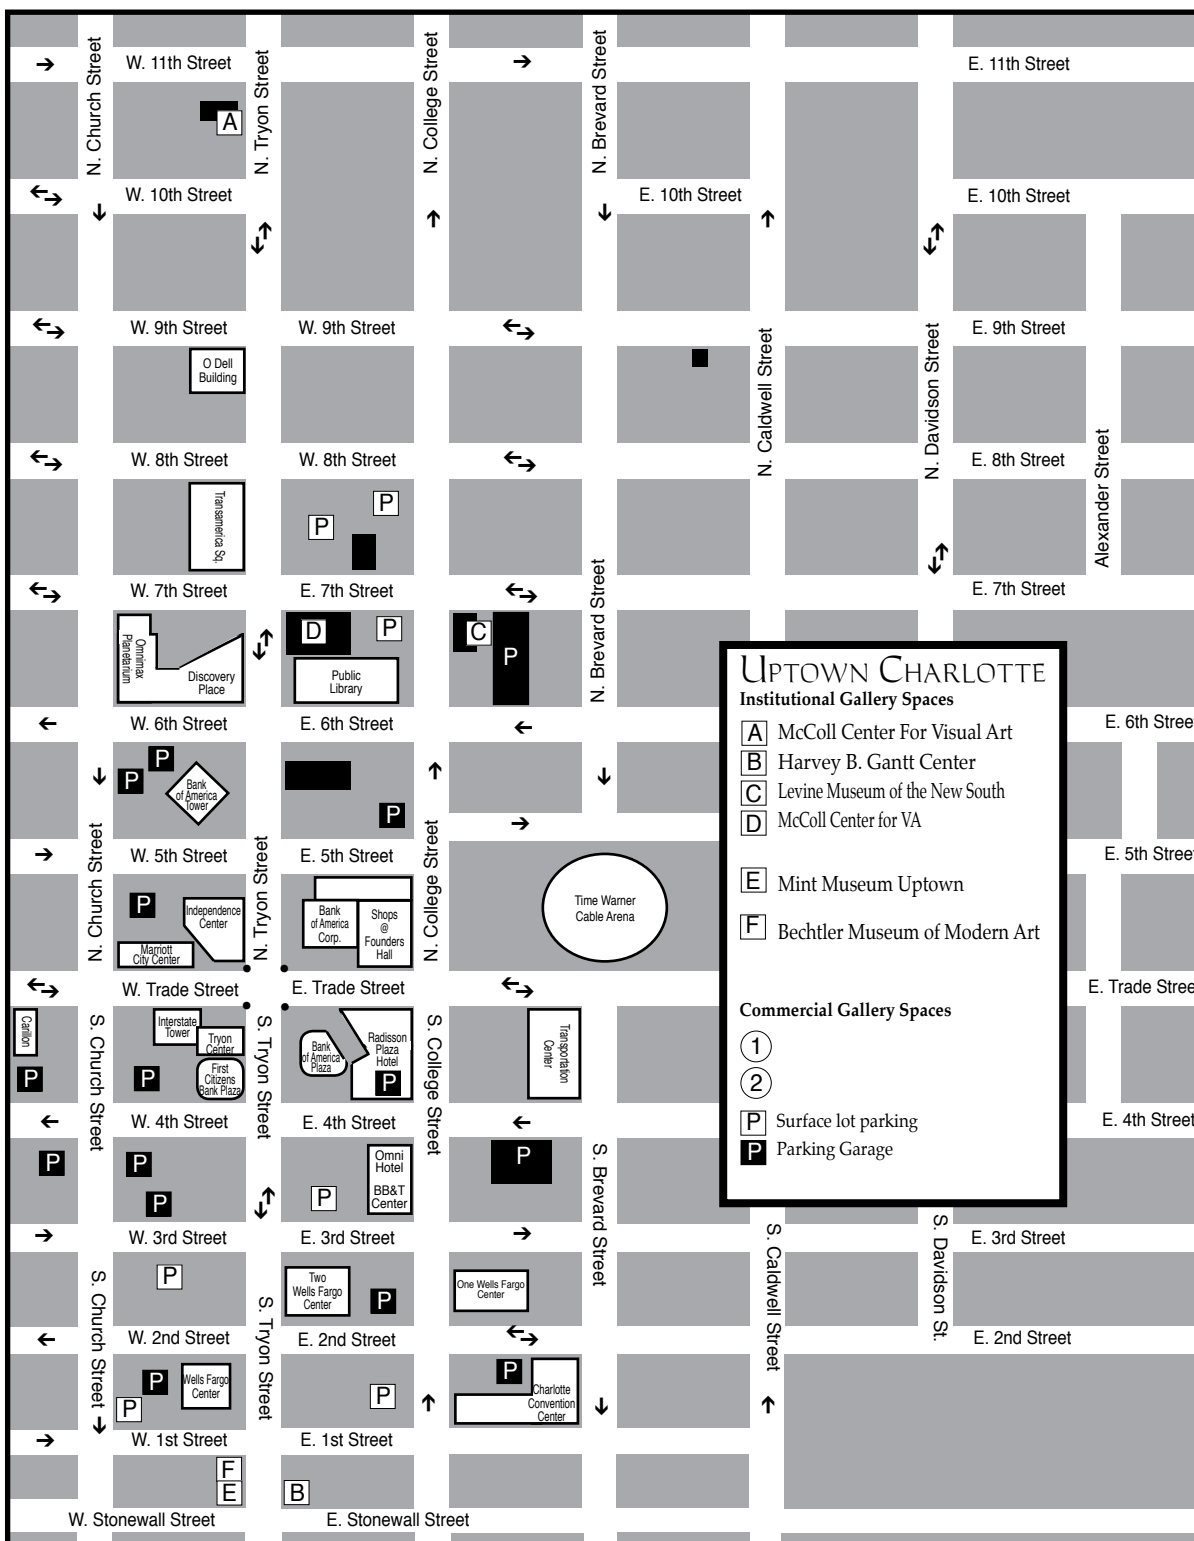 W. 11th Street
E. 11th Street
N. Church Street
N. Tryon Street
N. College Street
N. Brevard Street
A
W. 10th Street
E. 10th Street
E. 10th Street
W. 9th Street
W. 9th Street
E. 9th Street
N. Caldwell Street
N. Davidson Street
O Dell
Building
W. 8th Street
W. 8th Street
E. 8th Street
Alexander Street
Transamerica Sq.
P
P
W. 7th Street
E. 7th Street
E. 7th Street
N. Brevard Street
Omnimax
Planetarium
Discovery
Place
D
P
Public
Library
C
P
W. 6th Street
E. 6th Street
E. 6th Street
P
P
Bank
of America
Tower
P
W. 5th Street
E. 5th Street
E. 5th Street
N. Church Street
N. Tryon Street
N. College Street
P
Independence
Center
Marriott
City Center
Bank
of America
Corp.
Shops
@
Founders
Hall
Time Warner
Cable Arena
W. Trade Street
E. Trade Street
E. Trade Stree
S. Church Street
S. Tryon Street
S. College Street
Carillon
P
Interstate
Tower
Tryon
Center
First
Citizens
Bank Plaza
P
Bank
of America
Plaza
Radisson
Plaza
Hotel
P
Transportation
Center
W. 4th Street
E. 4th Street
E. 4th Street
P
P
P
P
Omni
Hotel
BB&T
Center
P
S. Brevard Street
W. 3rd Street
E. 3rd Street
E. 3rd Street
S. Church Street
S. Tryon Street
S. Caldwell Street
S. Davidson St.
P
Two
Wells Fargo
Center
P
One Wells Fargo
Center
W. 2nd Street
E. 2nd Street
E. 2nd Street
P
P
Wells Fargo
Center
P
P
Charlotte
Convention
Center
W. 1st Street
E. 1st Street
F
E
B
W. Stonewall Street
E. Stonewall Street
UPTOWN CHARLOTTE
Institutional Gallery Spaces
A McColl Center For Visual Art
B Harvey B. Gantt Center
C Levine Museum of the New South
D McColl Center for VA
E Mint Museum Uptown
F Bechtler Museum of Modern Art
Commercial Gallery Spaces
1
2
P Surface lot parking
P Parking Garage